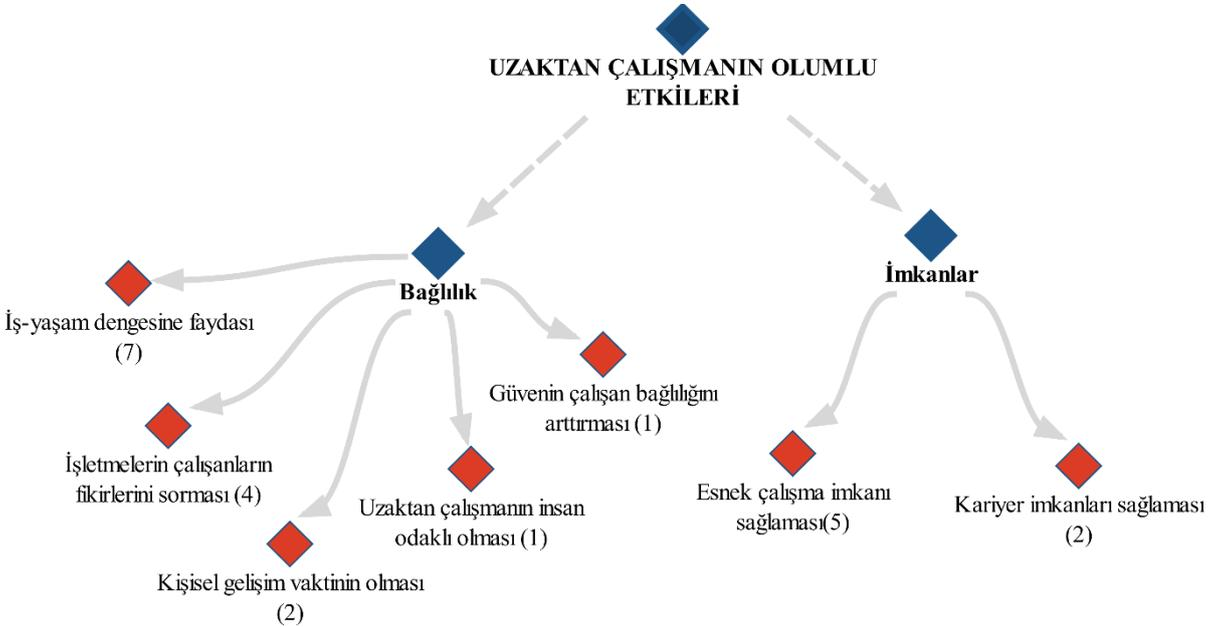 UZAKTAN ÇALIŞMANIN OLUMLU
ETKİLERİ
Bağlılık
İş-yaşam dengesine faydası
(7)
İşletmelerin çalışanların
fikirlerini sorması (4)
Kişisel gelişim vaktinin olması
(2)
Uzaktan çalışmanın insan
odaklı olması (1)
Güvenin çalışan bağlılığını
arttırması (1)
İmkanlar
Esnek çalışma imkanı
sağlaması(5)
Kariyer imkanları sağlaması
(2)